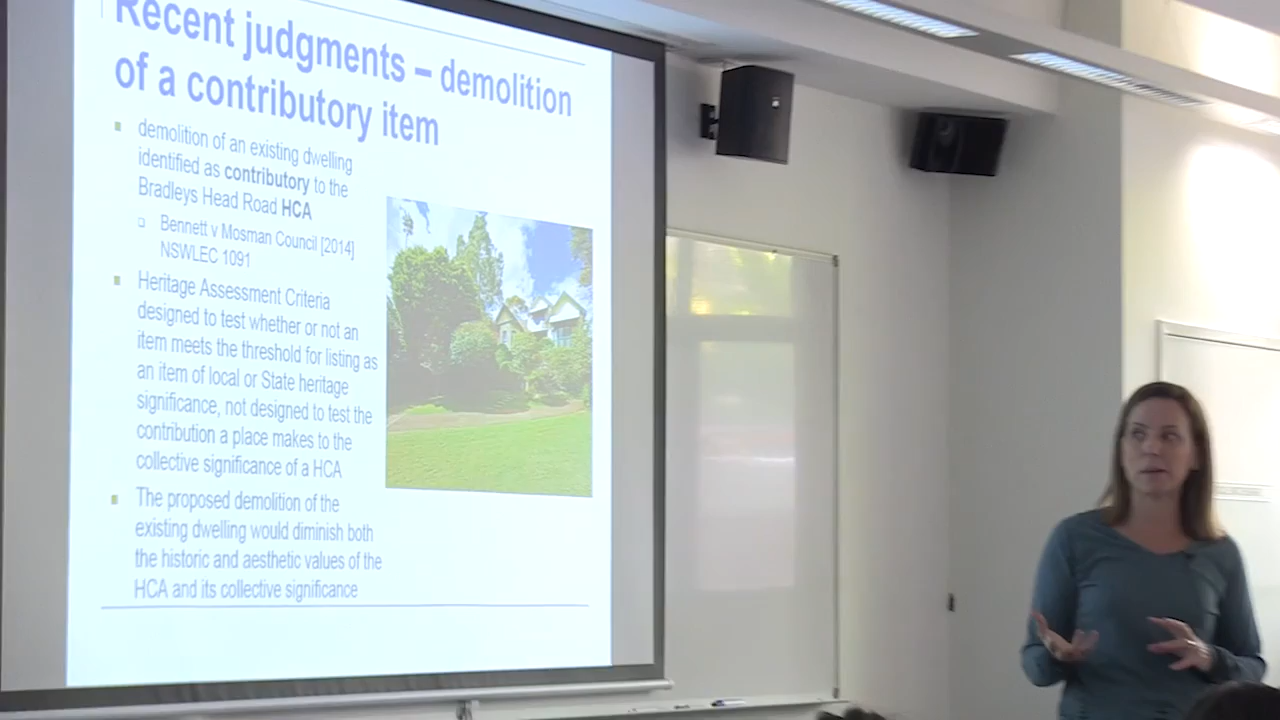 Recent judgments – demolition
of a contributory item
demolition of an existing dwelling
identified as contributory to the
Bradleys Head Road HCA
Bennett v Mosman Council [2014]
NSWLEC 1091
Heritage Assessment Criteria
designed to test whether or not an
item meets the threshold for listing as
an item of local or State heritage
significance, not designed to test the
contribution a place makes to the
collective significance of a HCA
The proposed demolition of the
existing dwelling would diminish both
the historic and aesthetic values of the
HCA and its collective significance